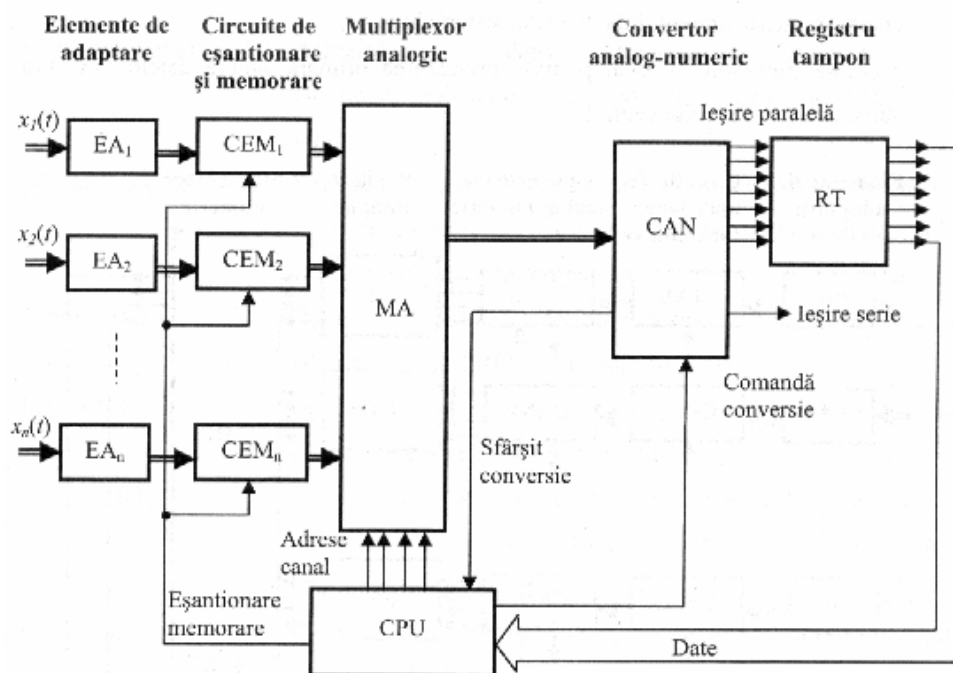 Elemente de
adaptare
Circuite de
eşantionare
şi memorare
Multiplexor
analogic
Convertor
analog-numeric
Registru
tampon
x₁(t)
EA₁
CEM₁
x₂(t)
EA₂
CEM₂
xₙ(t)
EAₙ
CEMₙ
MA
CAN
Ieşire paralelă
RT
Ieşire serie
Comandă
conversie
Sfârşit
conversie
Adrese
canal
Eşantionare
memorare
CPU
Date